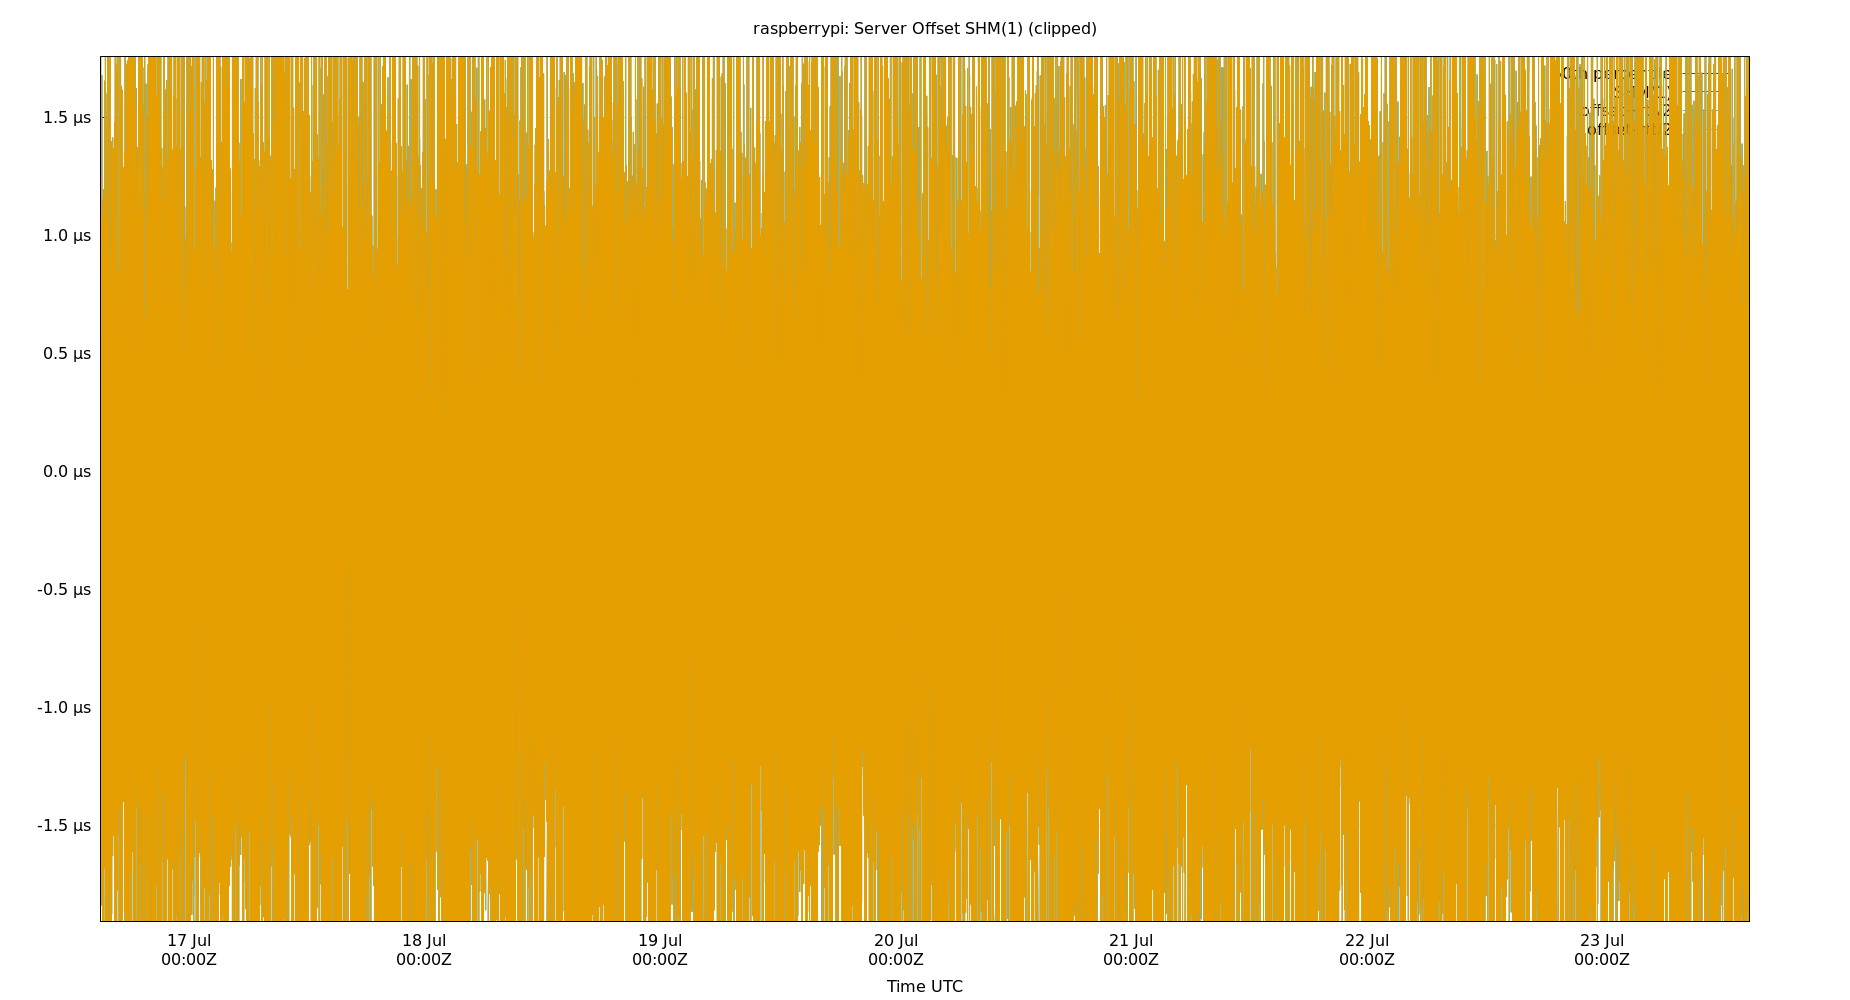 raspberrypi: Server Offset SHM(1) (clipped)
1.5 µs
1.0 µs
0.5 µs
0.0 µs
-0.5 µs
-1.0 µs
-1.5 µs
17 Jul 18 Jul 19 Jul 20 Jul 21 Jul 22 Jul 23 Jul
00:00Z 00:00Z 00:00Z 00:00Z 00:00Z 00:00Z 00:00Z
Time UTC